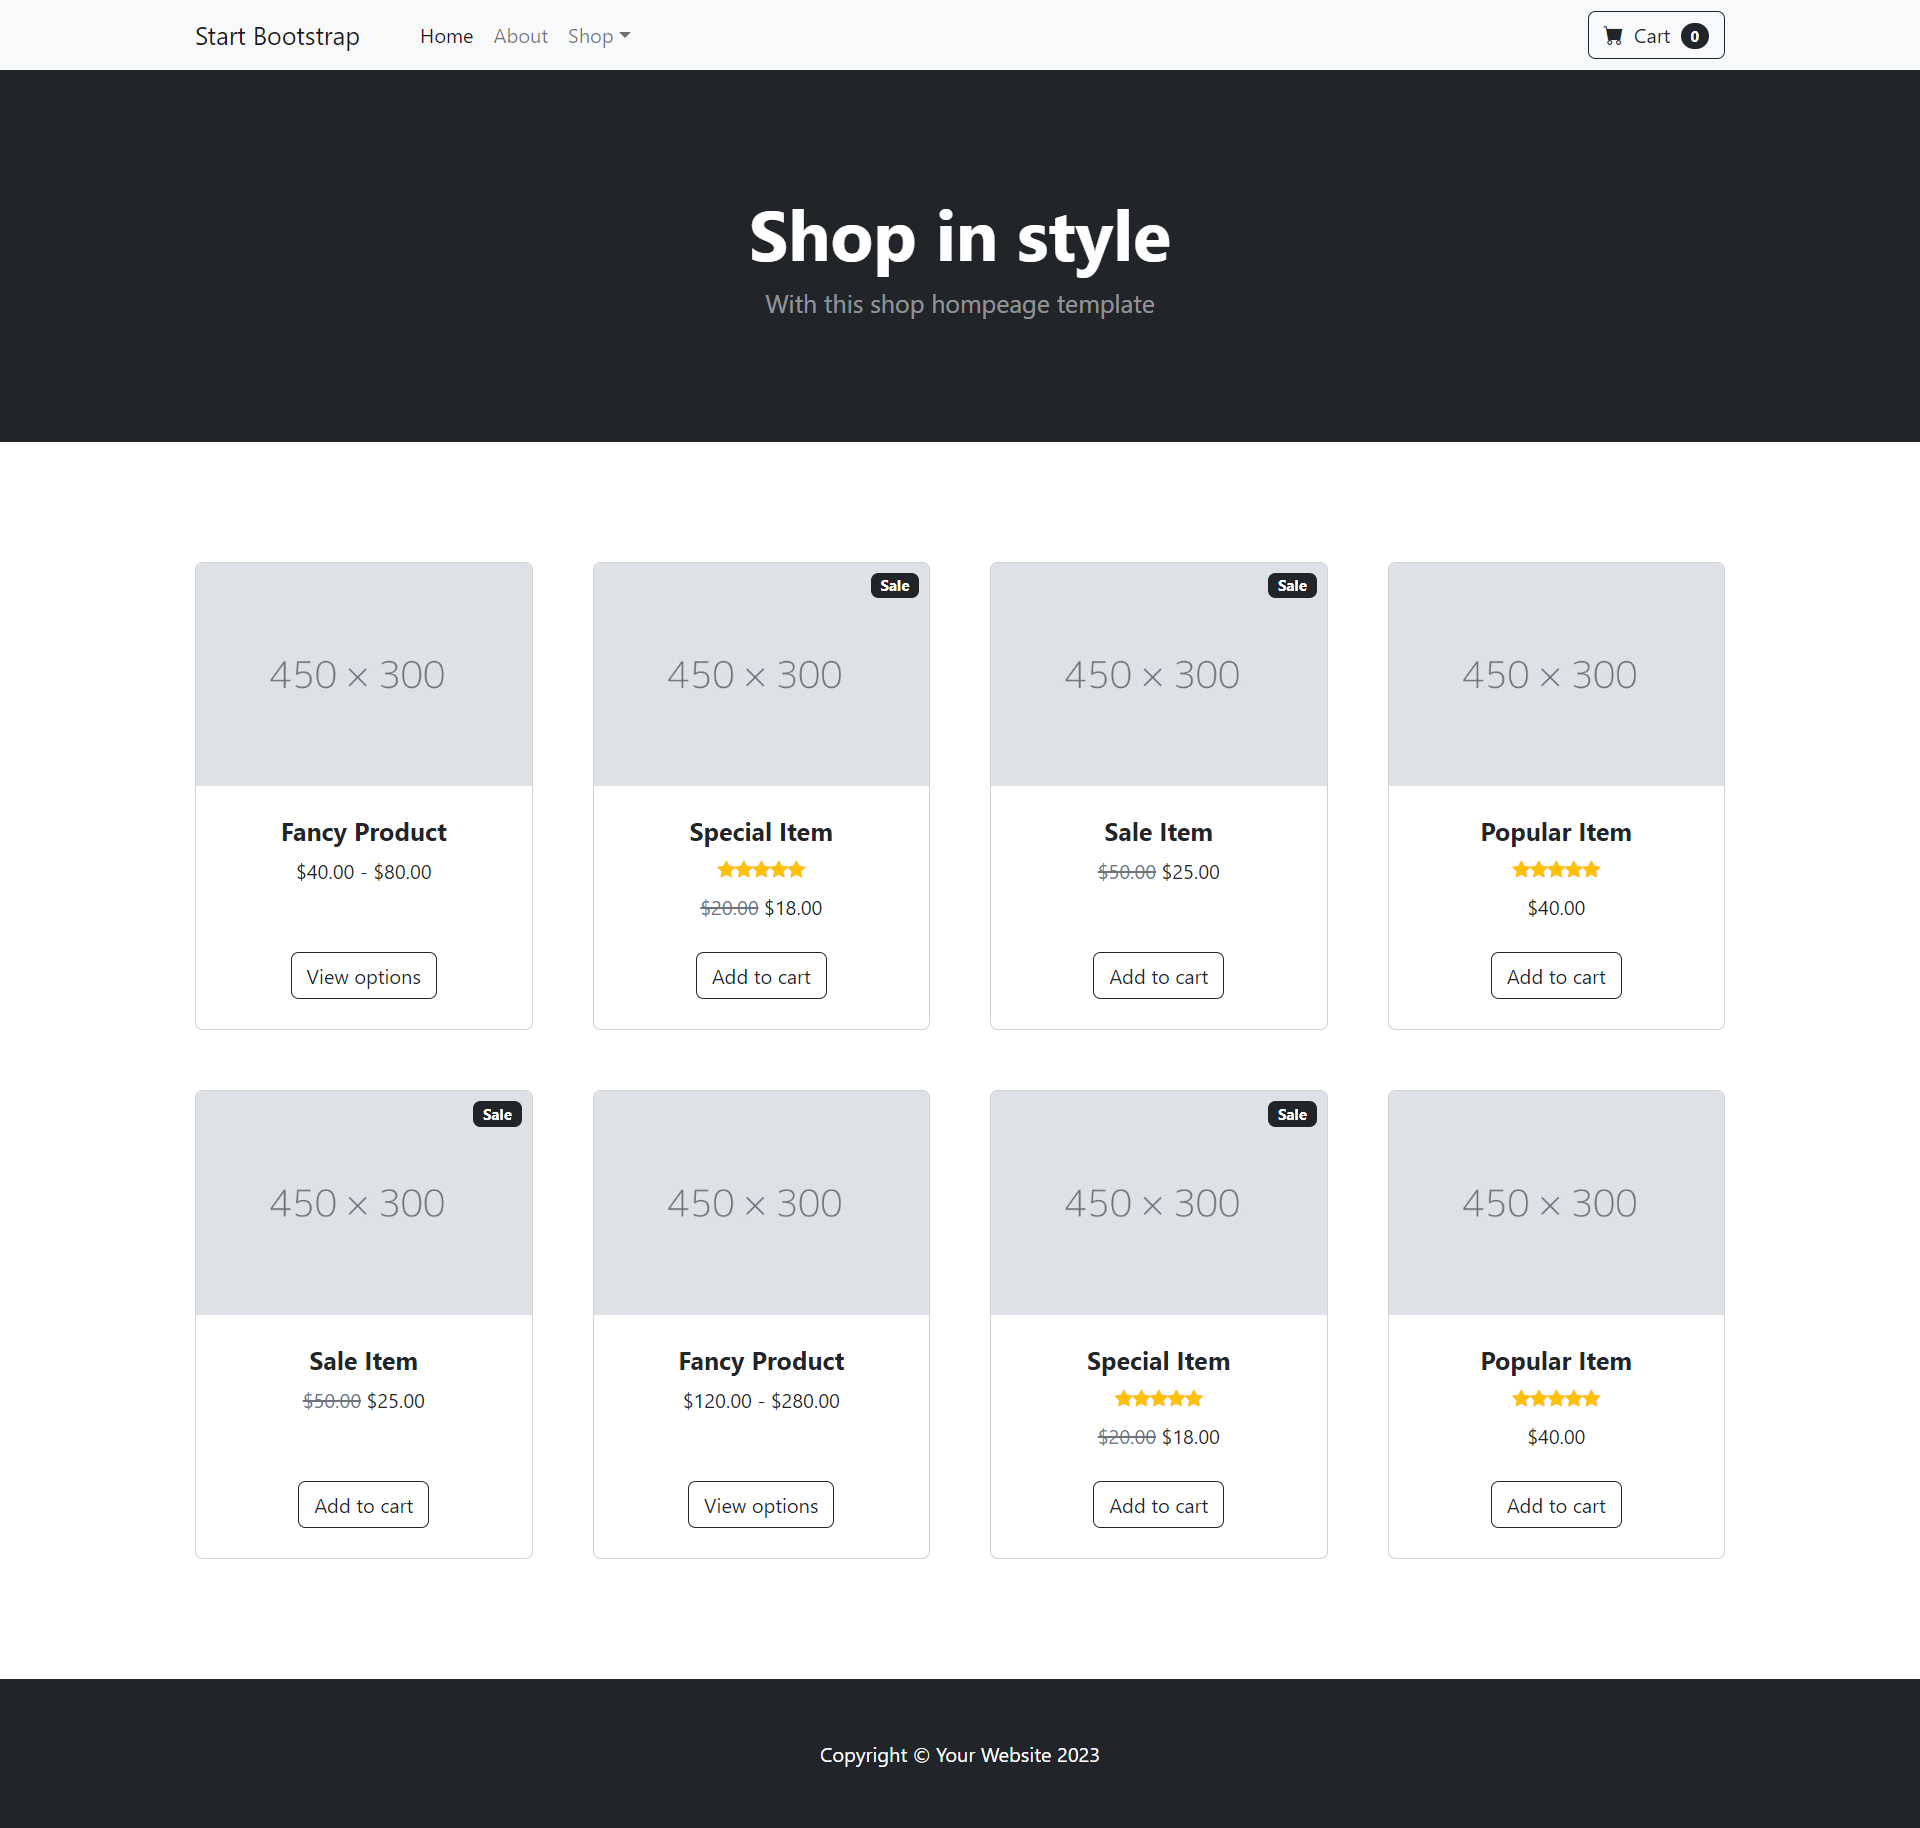 Start Bootstrap Home About Shop Cart 0
Shop in style
With this shop hompeage template
Sale Sale
450 × 300 450 × 300 450 × 300 450 × 300
Fancy Product Special Item Sale Item Popular Item
$40.00 - $80.00 $50.00 $25.00
$20.00 $18.00 $40.00
View options Add to cart Add to cart Add to cart
Sale Sale
450 × 300 450 × 300 450 × 300 450 × 300
Sale Item Fancy Product Special Item Popular Item
$50.00 $25.00 $120.00 - $280.00
$20.00 $18.00 $40.00
Add to cart View options Add to cart Add to cart
Copyright © Your Website 2023